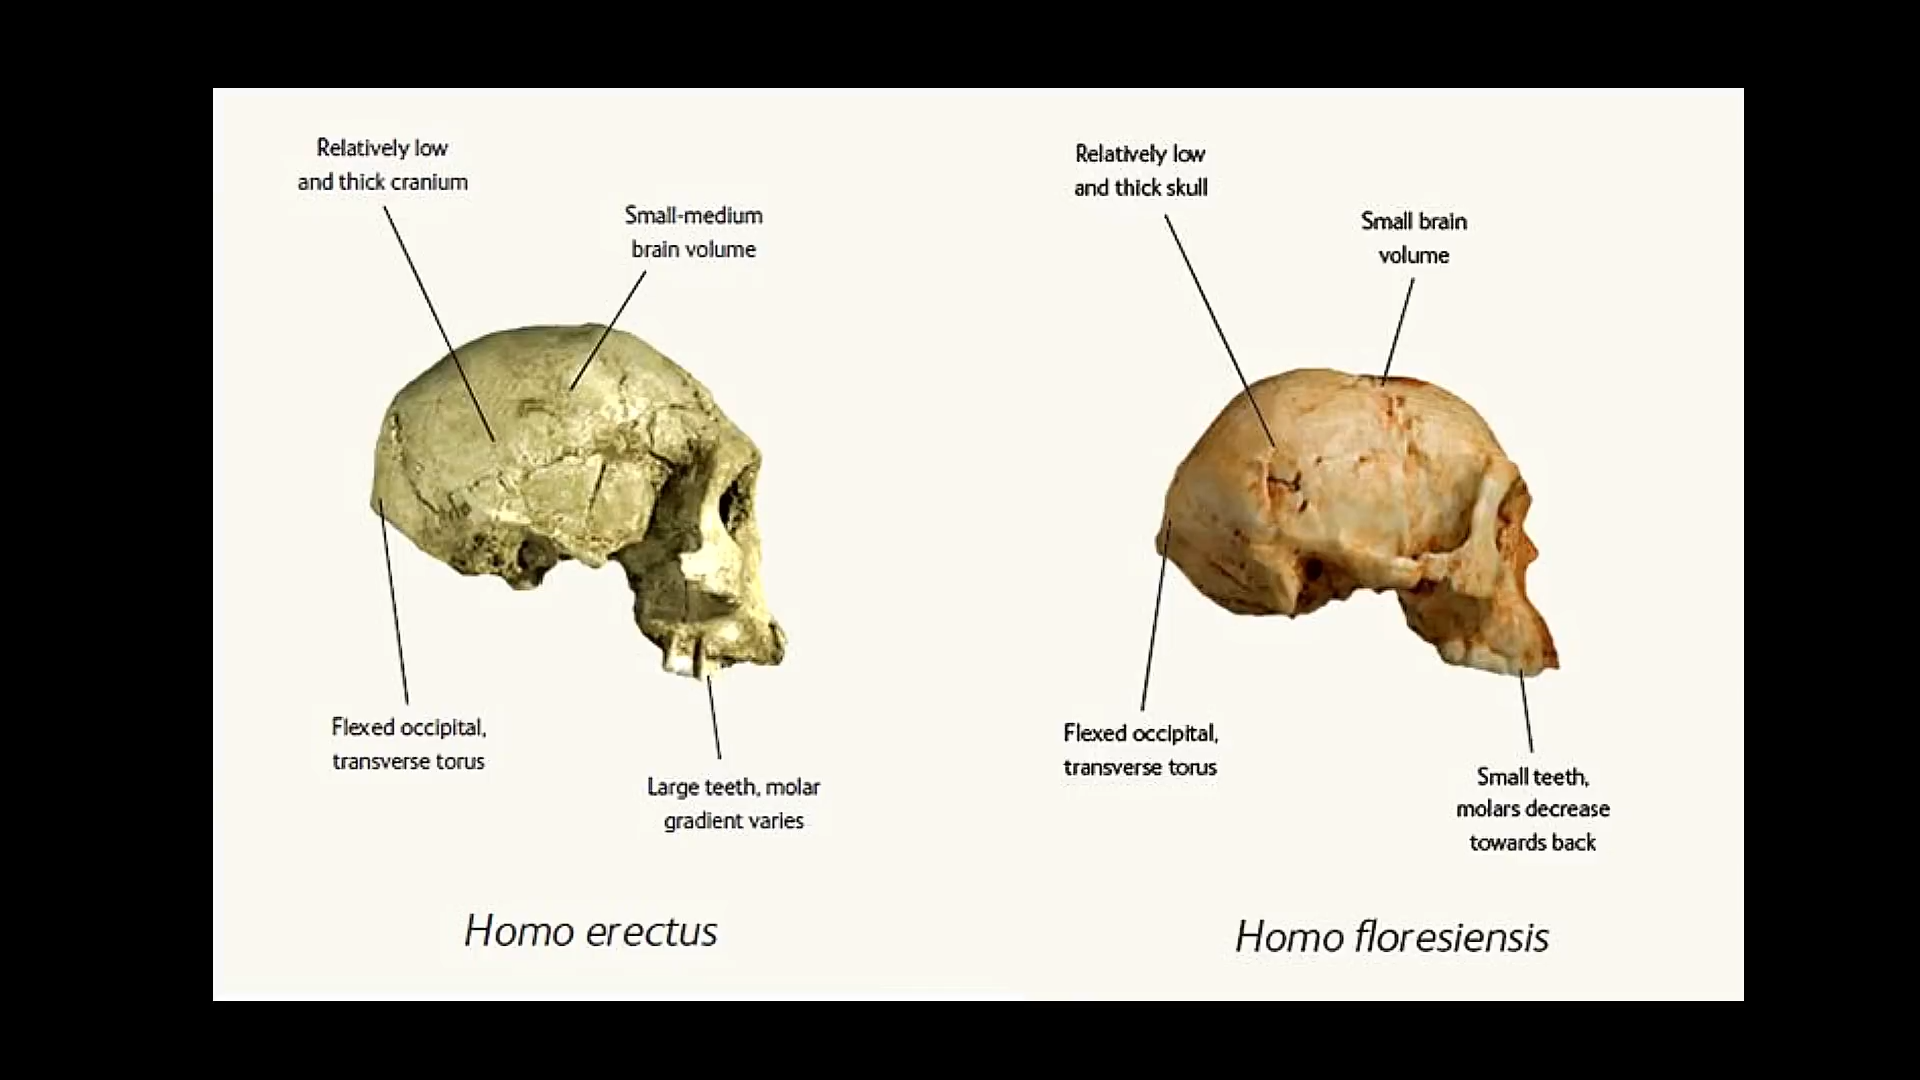 Relatively low
and thick cranium
Small-medium
brain volume
Flexed occipital,
transverse torus
Large teeth, molar
gradient varies
Homo erectus
Relatively low
and thick skull
Small brain
volume
Flexed occipital,
transverse torus
Small teeth,
molars decrease
towards back
Homo floresiensis